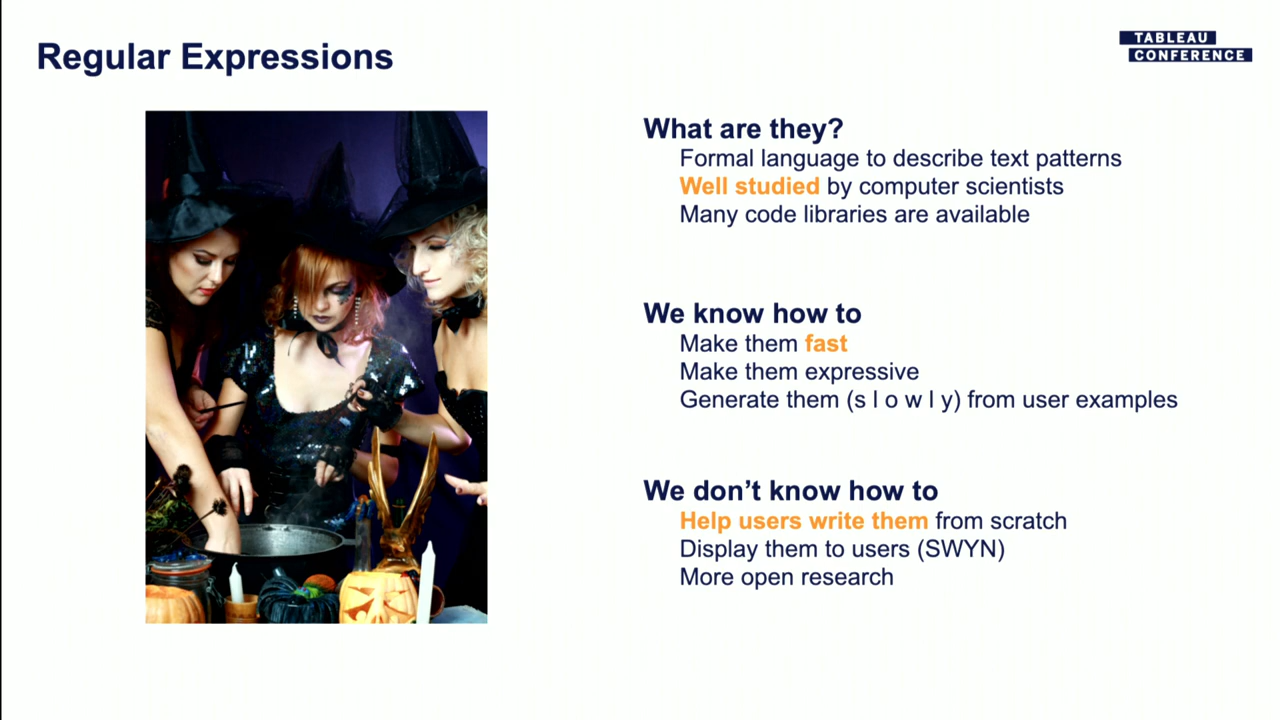 Regular Expressions
TABLEAU
CONFERENCE
What are they?
Formal language to describe text patterns
Well studied by computer scientists
Many code libraries are available
We know how to
Make them fast
Make them expressive
Generate them (s l o w l y) from user examples
We don’t know how to
Help users write them from scratch
Display them to users (SWYN)
More open research